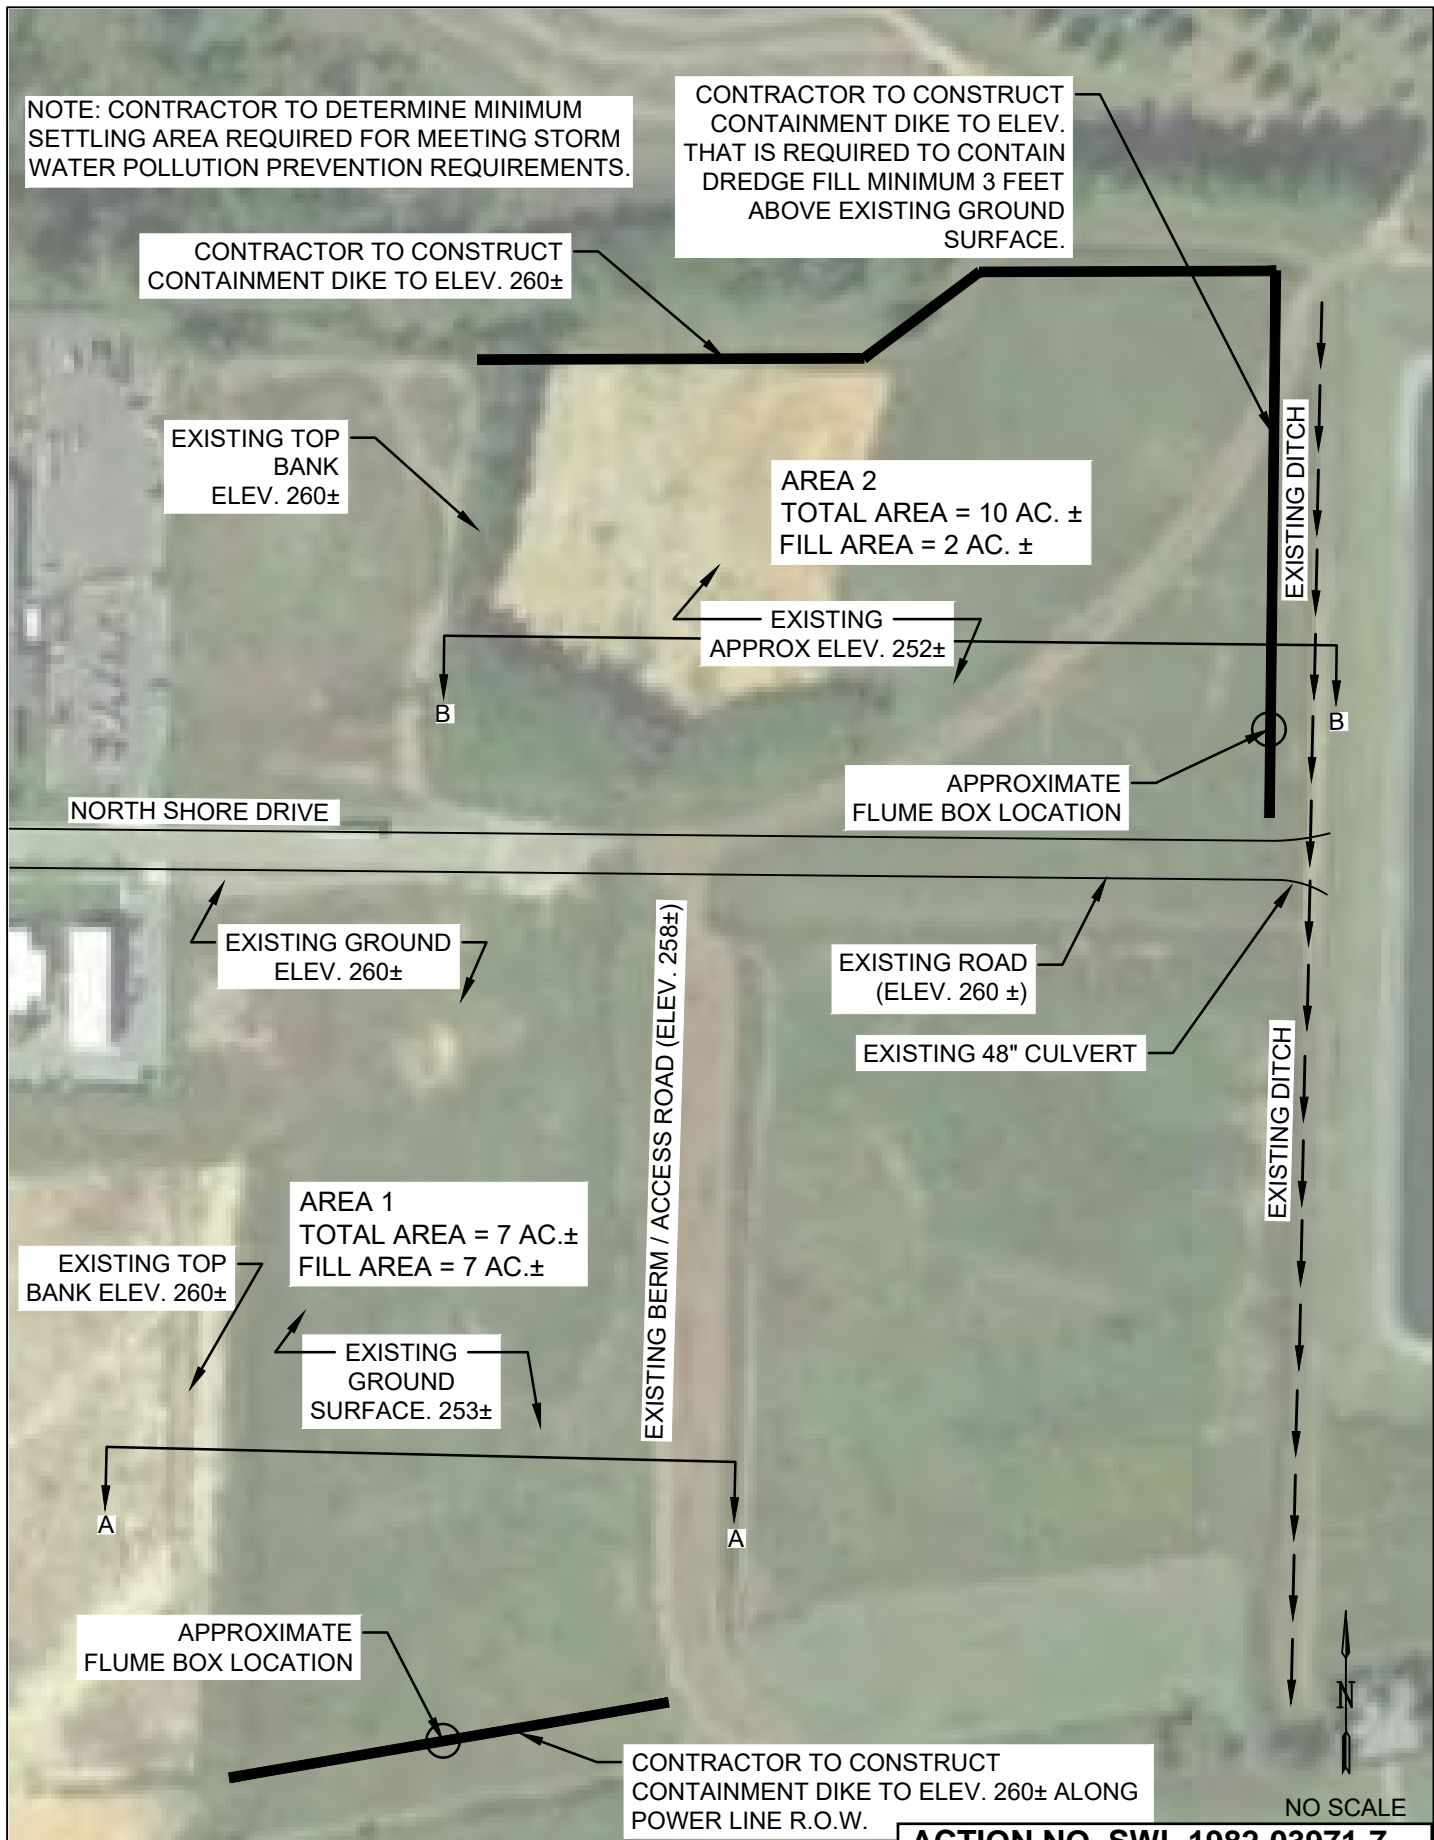 NOTE: CONTRACTOR TO DETERMINE MINIMUM
SETTLING AREA REQUIRED FOR MEETING STORM
WATER POLLUTION PREVENTION REQUIREMENTS.
CONTRACTOR TO CONSTRUCT
CONTAINMENT DIKE TO ELEV.
THAT IS REQUIRED TO CONTAIN
DREDGE FILL MINIMUM 3 FEET
ABOVE EXISTING GROUND
SURFACE.
CONTRACTOR TO CONSTRUCT
CONTAINMENT DIKE TO ELEV. 260±
EXISTING TOP
BANK
ELEV. 260±
AREA 2
TOTAL AREA = 10 AC. ±
FILL AREA = 2 AC. ±
EXISTING DITCH
EXISTING
APPROX ELEV. 252±
B
B
APPROXIMATE
FLUME BOX LOCATION
NORTH SHORE DRIVE
EXISTING GROUND
ELEV. 260±
EXISTING BERM / ACCESS ROAD (ELEV. 258±)
EXISTING ROAD
(ELEV. 260 ±)
EXISTING 48" CULVERT
EXISTING DITCH
AREA 1
TOTAL AREA = 7 AC.±
FILL AREA = 7 AC.±
EXISTING TOP
BANK ELEV. 260±
EXISTING
GROUND
SURFACE. 253±
A
A
APPROXIMATE
FLUME BOX LOCATION
N
CONTRACTOR TO CONSTRUCT
CONTAINMENT DIKE TO ELEV. 260± ALONG
POWER LINE R.O.W.
NO SCALE
ACTION NO. SWL 1982-03971-7